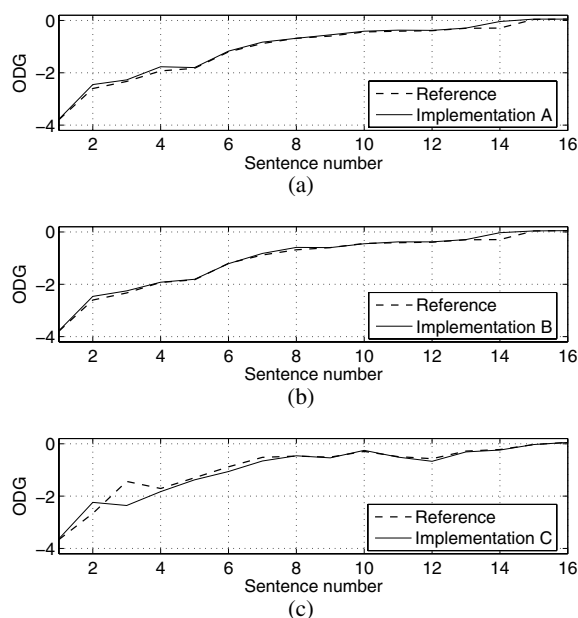 0
−2
−4
ODG
Reference
Implementation A
2 4 6 8 10 12 14 16
Sentence number
(a)
0
−2
−4
ODG
Reference
Implementation B
2 4 6 8 10 12 14 16
Sentence number
(b)
0
−2
−4
ODG
Reference
Implementation C
2 4 6 8 10 12 14 16
Sentence number
(c)